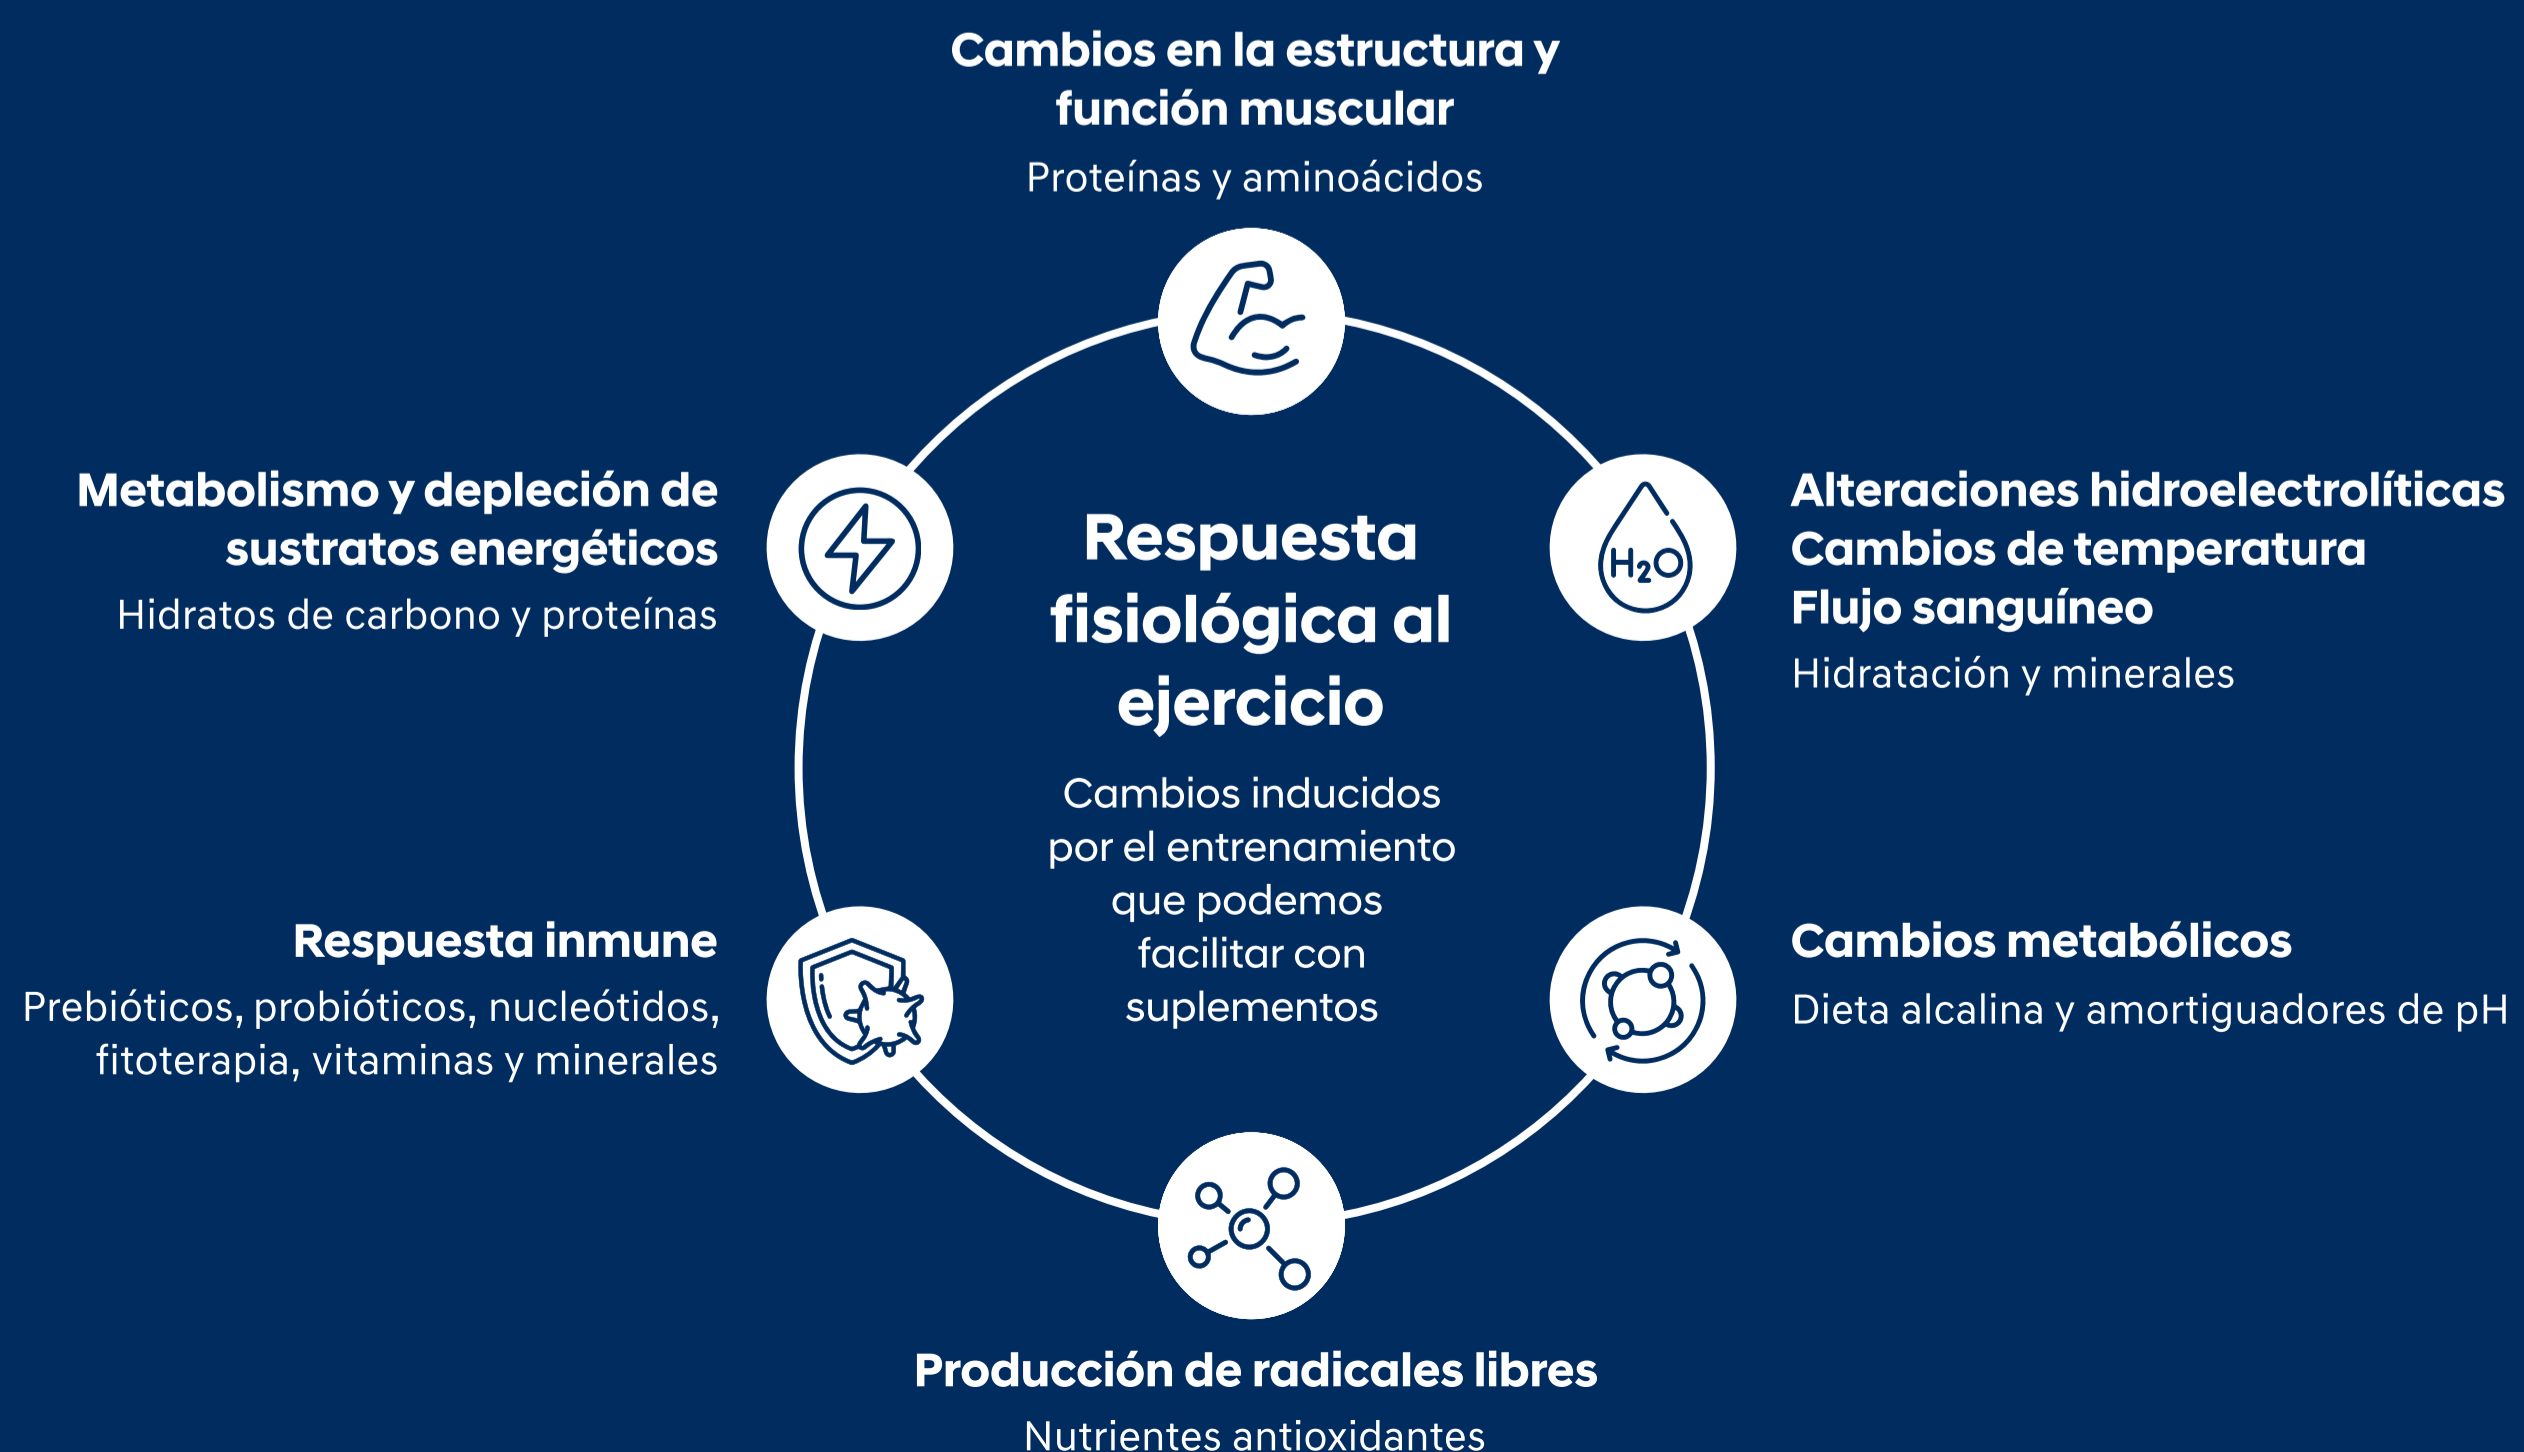 Cambios en la estructura y
función muscular
Proteínas y aminoácidos
Metabolismo y depleción de
sustratos energéticos
Hidratos de carbono y proteínas
Respuesta
fisiológica al
ejercicio
Cambios inducidos
por el entrenamiento
que podemos
facilitar con
suplementos
H₂O
Alteraciones hidroelectrolíticas
Cambios de temperatura
Flujo sanguíneo
Hidratación y minerales
Respuesta inmune
Prebióticos, probióticos, nucleótidos,
fitoterapia, vitaminas y minerales
Cambios metabólicos
Dieta alcalina y amortiguadores de pH
Producción de radicales libres
Nutrientes antioxidantes